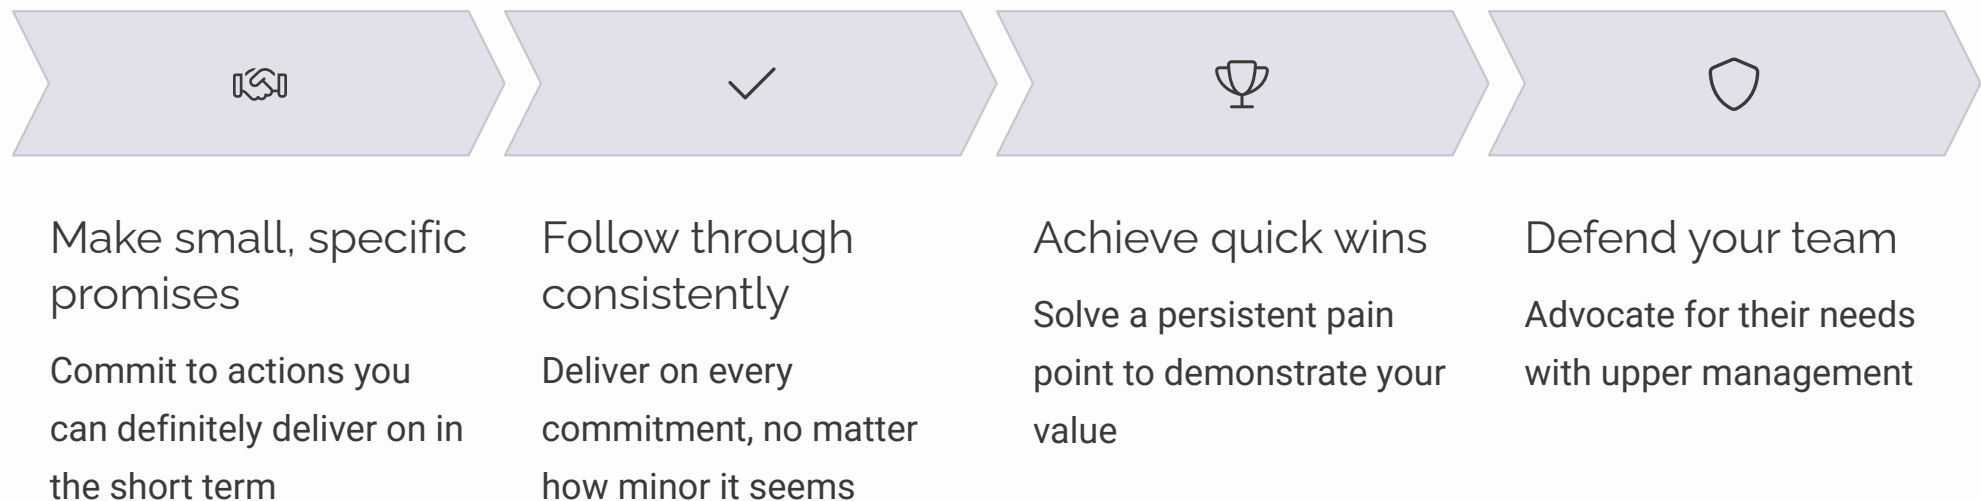 Make small, specific
promises
Commit to actions you
can definitely deliver on in
the short term
Follow through
consistently
Deliver on every
commitment, no matter
how minor it seems
Achieve quick wins
Solve a persistent pain
point to demonstrate your
value
Defend your team
Advocate for their needs
with upper management